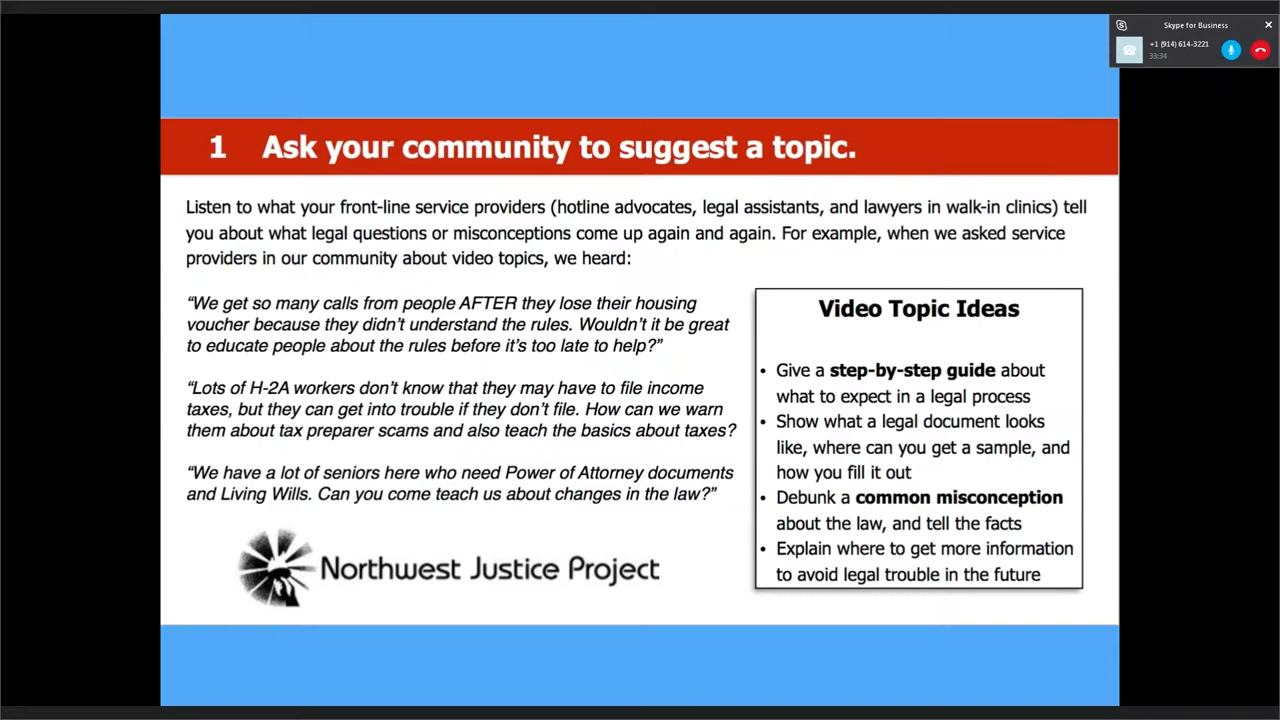 Skype for Business
+1 (914) 614-3221
33:34
1 Ask your community to suggest a topic.
Listen to what your front-line service providers (hotline advocates, legal assistants, and lawyers in walk-in clinics) tell
you about what legal questions or misconceptions come up again and again. For example, when we asked service
providers in our community about video topics, we heard:
“We get so many calls from people AFTER they lose their housing
voucher because they didn’t understand the rules. Wouldn’t it be great
to educate people about the rules before it’s too late to help?”
“Lots of H-2A workers don’t know that they may have to file income
taxes, but they can get into trouble if they don’t file. How can we warn
them about tax preparer scams and also teach the basics about taxes?
“We have a lot of seniors here who need Power of Attorney documents
and Living Wills. Can you come teach us about changes in the law?”
Northwest Justice Project
Video Topic Ideas
• Give a step-by-step guide about
what to expect in a legal process
• Show what a legal document looks
like, where can you get a sample, and
how you fill it out
• Debunk a common misconception
about the law, and tell the facts
• Explain where to get more information
to avoid legal trouble in the future